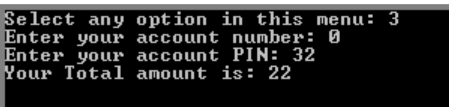 Select any option in this menu: 3
Enter your account number: 0
Enter your account PIN: 32
Your Total amount is: 22